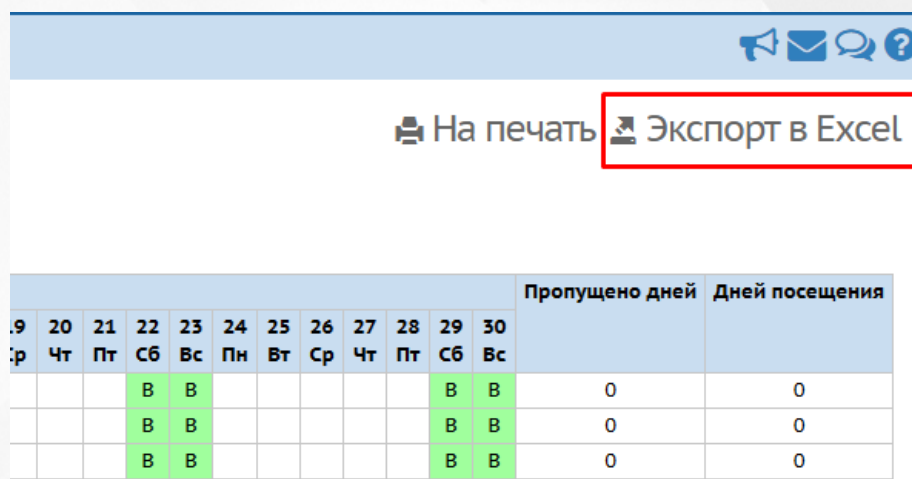 На печать Экспорт в Excel
Пропущено дней Дней посещения
20 21 22 23 24 25 26 27 28 29 30
Чт Пт Сб Вс Пн Вт Ср Чт Пт Сб Вс
В В В В 0 0
В В В В 0 0
В В В В 0 0